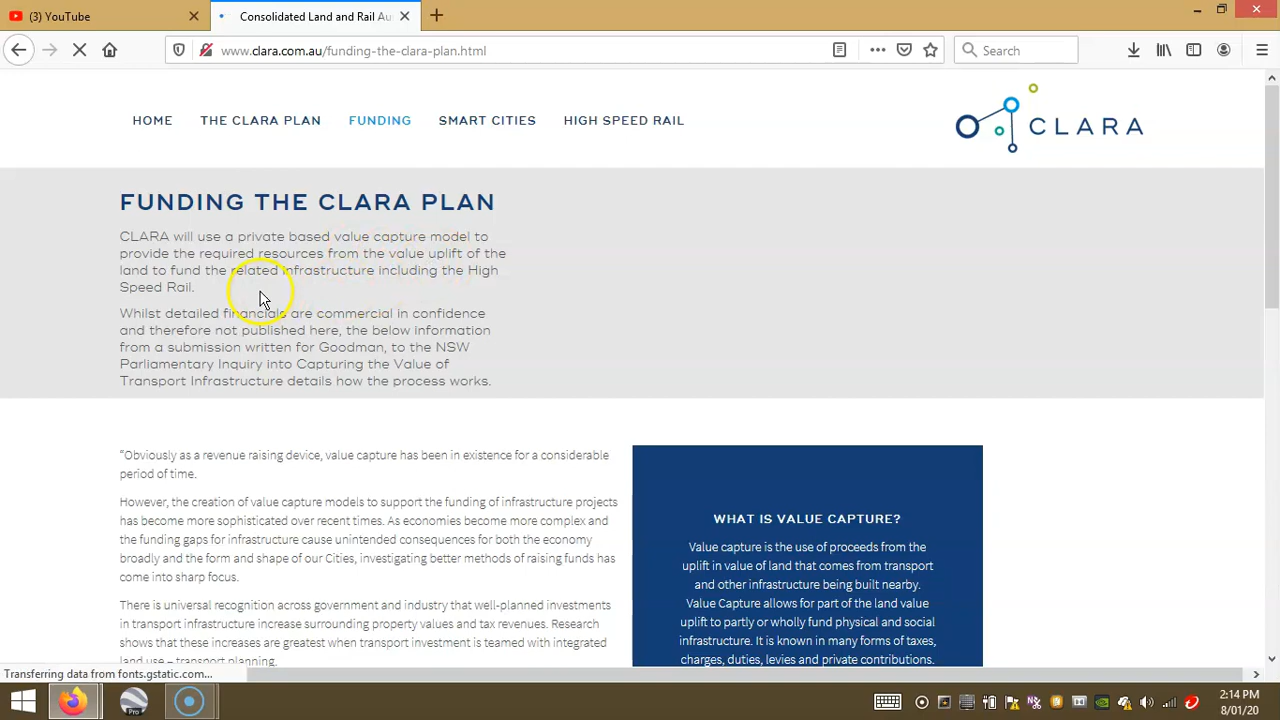 (3) YouTube
Consolidated Land and Rail Au
www.clara.com.au/funding-the-clara-plan.html
Search
HOME
THE CLARA PLAN
FUNDING
SMART CITIES
HIGH SPEED RAIL
CLARA
FUNDING THE CLARA PLAN
CLARA will use a private based value capture model to
provide the required resources from the value uplift of the
land to fund the related infrastructure including the High
Speed Rail.
Whilst detailed financials are commercial in confidence
and therefore not published here, the below information
from a submission written for Goodman, to the NSW
Parliamentary Inquiry into Capturing the Value of
Transport Infrastructure details how the process works.
“Obviously as a revenue raising device, value capture has been in existence for a considerable
period of time.
However, the creation of value capture models to support the funding of infrastructure projects
has become more sophisticated over recent times. As economies become more complex and
the funding gaps for infrastructure cause unintended consequences for both the economy
broadly and the form and shape of our Cities, investigating better methods of raising funds has
come into sharp focus.
There is universal recognition across government and industry that well-planned investments
in transport infrastructure increase surrounding property values and tax revenues. Research
shows that these increases are greatest when transport investment is teamed with integrated
land use – transport planning.
WHAT IS VALUE CAPTURE?
Value capture is the use of proceeds from the
uplift in value of land that comes from transport
and other infrastructure being built nearby.
Value Capture allows for part of the land value
uplift to partly or wholly fund physical and social
infrastructure. It is known in many forms of taxes,
charges, duties, levies and private contributions.
Transferring data from fonts.gstatic.com...
Pro
2:14 PM
8/01/20